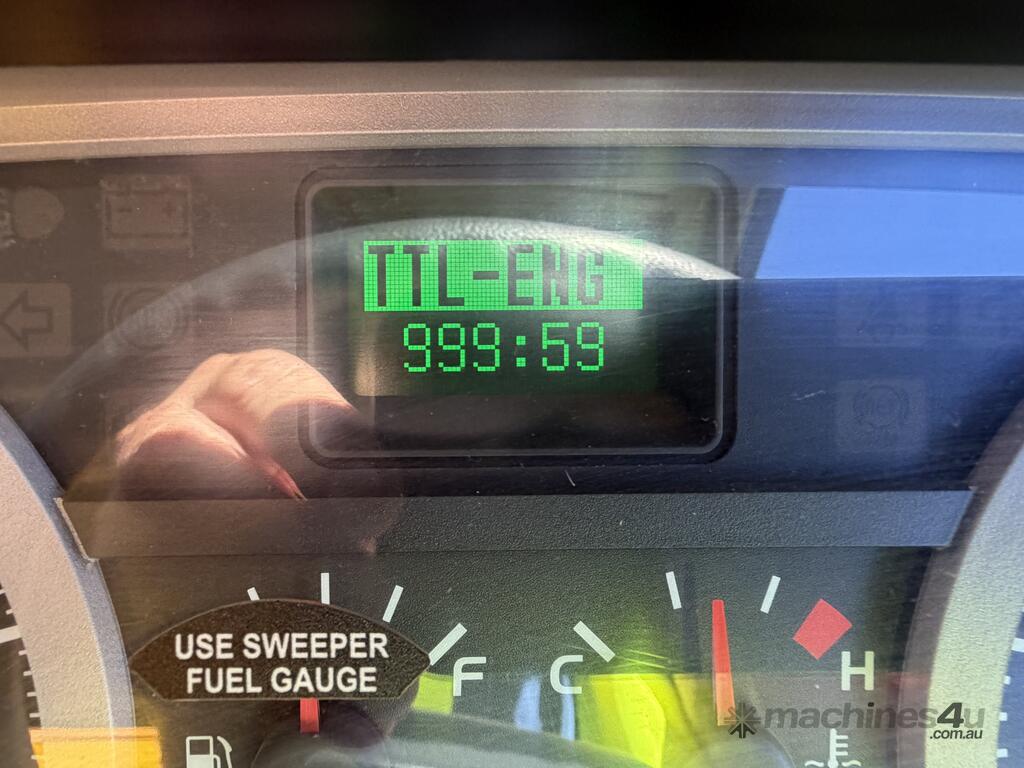 TTL-ENG
999:59
USE SWEEPER
FUEL GAUGE
F
C
H
machines4u
.com.au